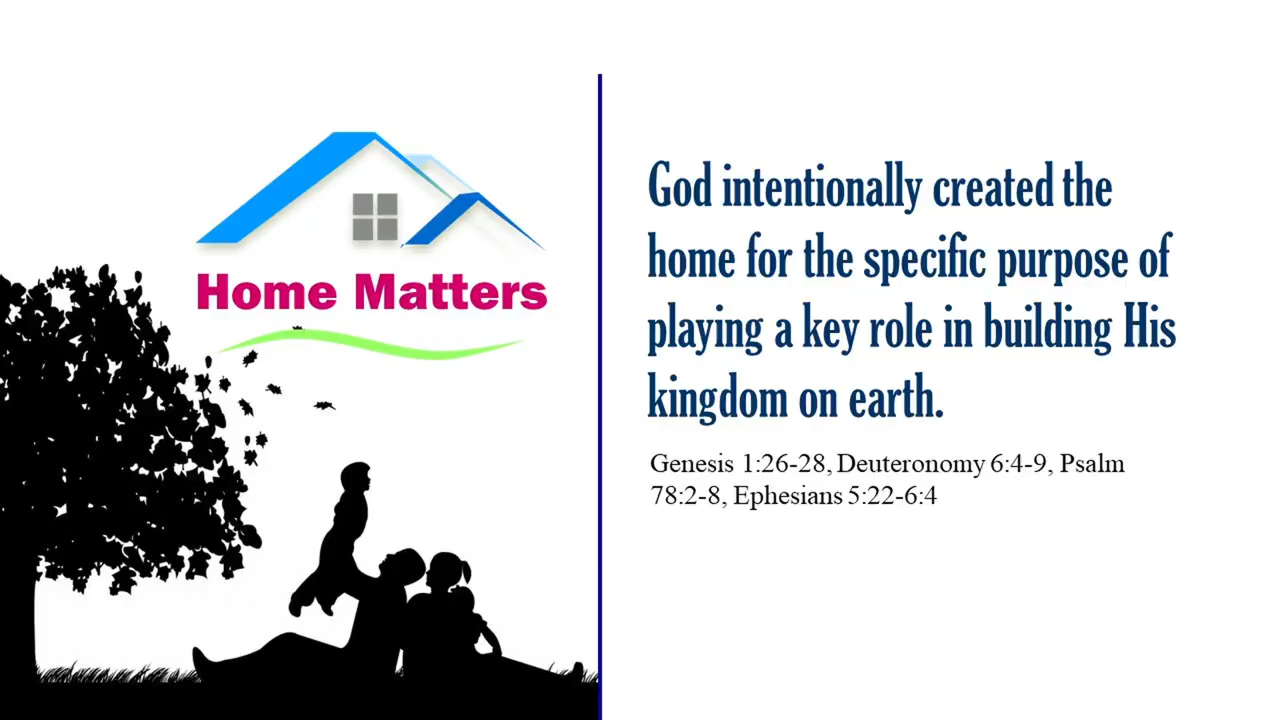 Home Matters
God intentionally created the
home for the specific purpose of
playing a key role in building His
kingdom on earth.
Genesis 1:26-28, Deuteronomy 6:4-9, Psalm
78:2-8, Ephesians 5:22-6:4